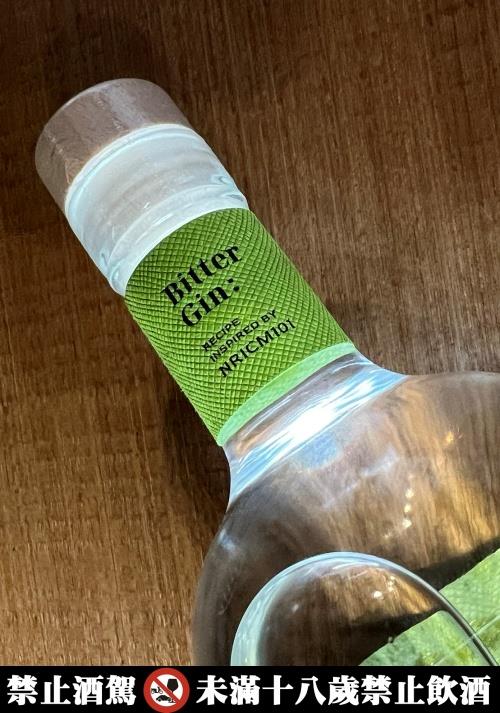 Bitter
Gin:
RECIPE
INSPIRED BY
NRICM101
禁止酒駕 未滿十八歲禁止飲酒